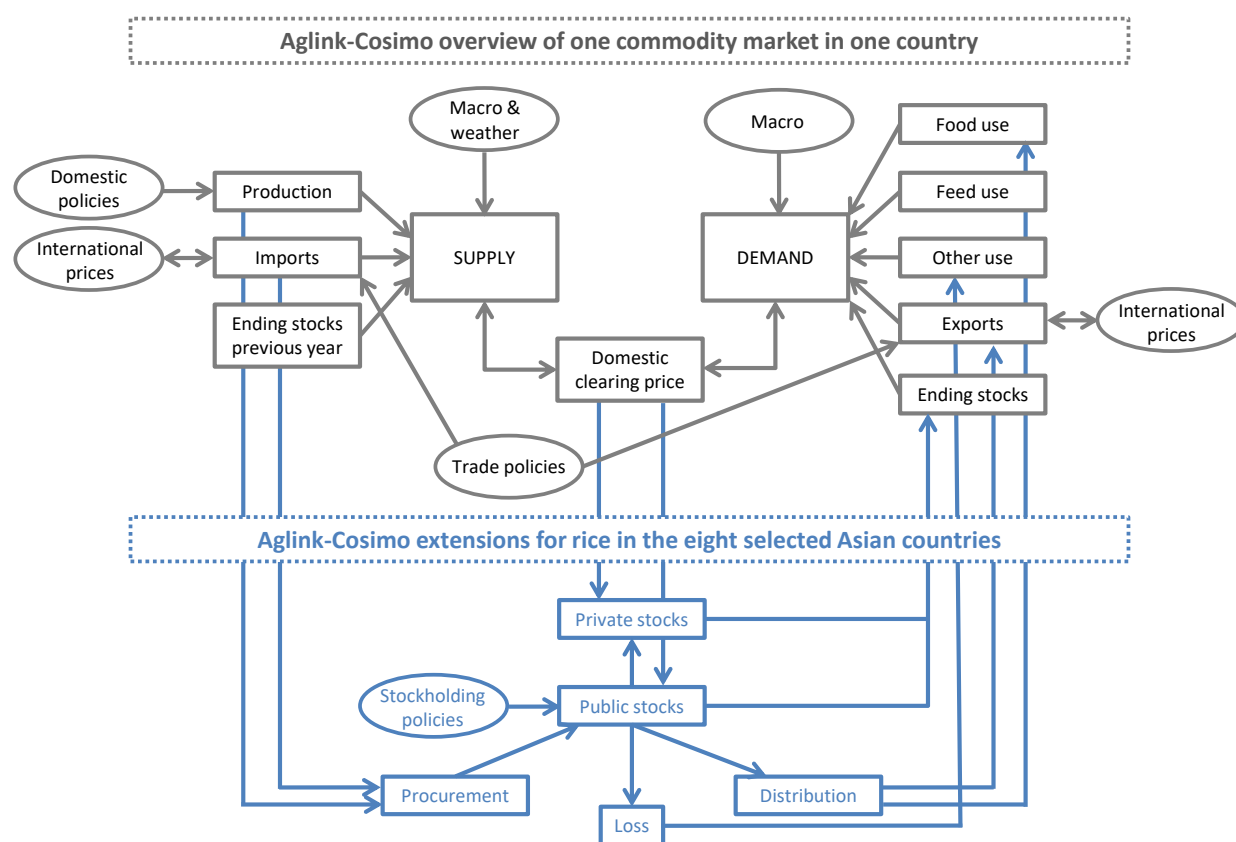 Aglink-Cosimo overview of one commodity market in one country
Macro &
weather
Macro
Food use
Domestic
policies
Production
Feed use
International
prices
Imports
SUPPLY
DEMAND
Other use
Ending stocks
previous year
Exports
International
prices
Domestic
clearing price
Ending stocks
Trade policies
Aglink-Cosimo extensions for rice in the eight selected Asian countries
Private stocks
Stockholding
policies
Public stocks
Procurement
Distribution
Loss